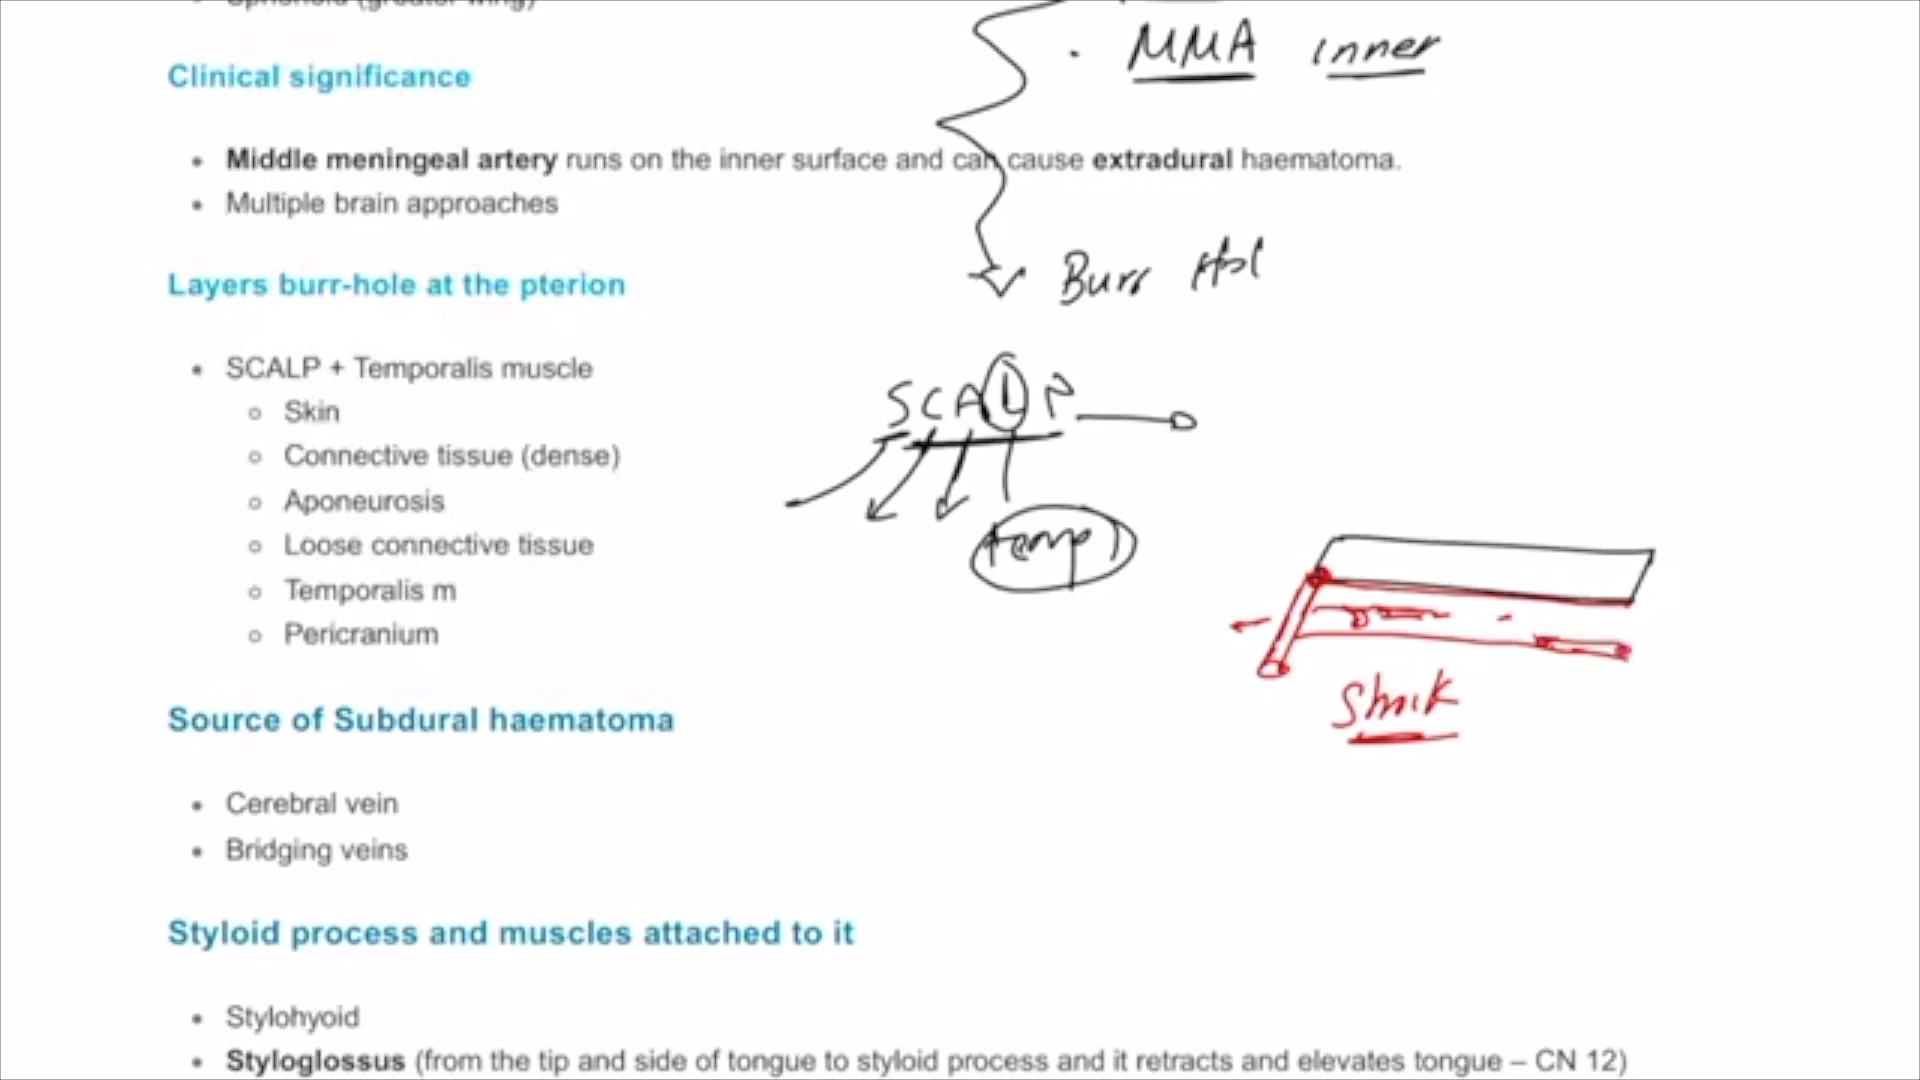 Sphenoid (greater wing)
MMA inner
Clinical significance
Middle meningeal artery runs on the inner surface and can cause extradural haematoma.
Multiple brain approaches
Burr
Layers burr-hole at the pterion
SCALP + Temporalis muscle
SCALP
Skin
Connective tissue (dense)
Aponeurosis
Loose connective tissue
temp
Temporalis m
Pericranium
Source of Subdural haematoma
Cerebral vein
Bridging veins
Styloid process and muscles attached to it
Stylohyoid
Styloglossus (from the tip and side of tongue to styloid process and it retracts and elevates tongue – CN 12)